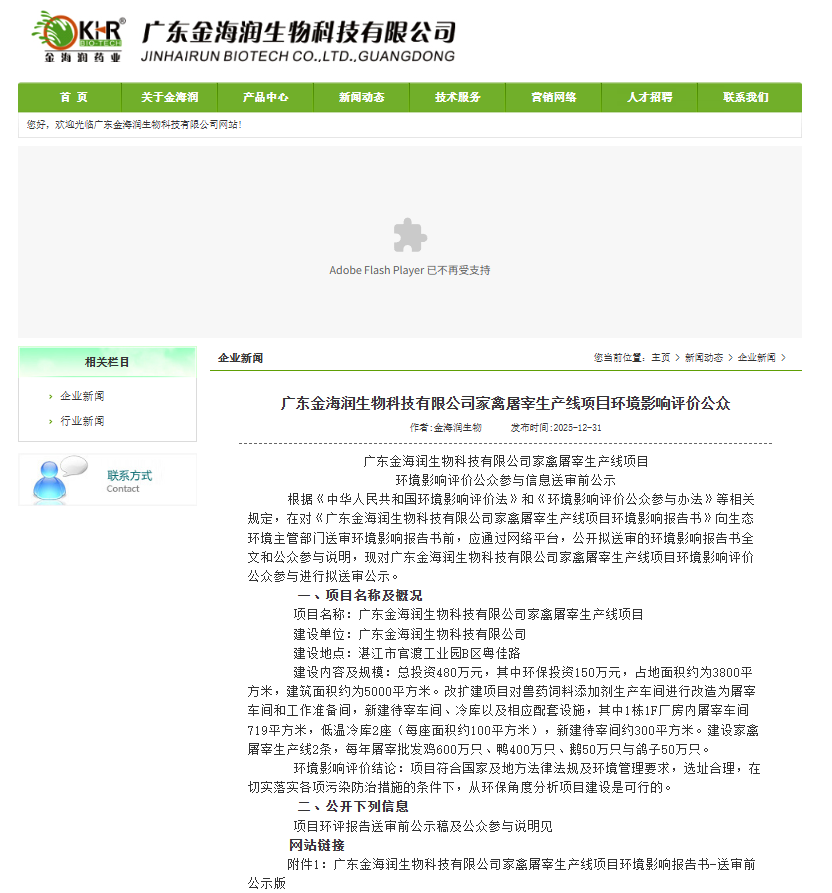 KHR
BIO-TECH
金海润药业
广东金海润生物科技有限公司
JINHAIRUN BIOTECH CO.,LTD.,GUANGDONG
首 页
关于金海润
产品中心
新闻动态
技术服务
营销网络
人才招聘
联系我们
您好，欢迎光临广东金海润生物科技有限公司网站！
Adobe Flash Player 已不再受支持
相关栏目
企业新闻
行业新闻
联系方式
Contact
企业新闻
您当前位置：主页 > 新闻动态 > 企业新闻 >
广东金海润生物科技有限公司家禽屠宰生产线项目环境影响评价公众
作者:金海润生物 发布时间:2025-12-31
广东金海润生物科技有限公司家禽屠宰生产线项目
环境影响评价公众参与信息送审前公示
根据《中华人民共和国环境影响评价法》和《环境影响评价公众参与办法》等相关
规定，在对《广东金海润生物科技有限公司家禽屠宰生产线项目环境影响报告书》向生态
环境主管部门送审环境影响报告书前，应通过网络平台，公开拟送审的环境影响报告书全
文和公众参与说明，现对广东金海润生物科技有限公司家禽屠宰生产线项目环境影响评价
公众参与进行拟送审公示。
一、项目名称及概况
项目名称：广东金海润生物科技有限公司家禽屠宰生产线项目
建设单位：广东金海润生物科技有限公司
建设地点：湛江市官渡工业园B区粤佳路
建设内容及规模：总投资480万元，其中环保投资150万元，占地面积约为3800平
方米，建筑面积约为5000平方米。改扩建项目对兽药饲料添加剂生产车间进行改造为屠宰
车间和工作准备间，新建待宰车间、冷库以及相应配套设施，其中1栋1F厂房内屠宰车间
719平方米，低温冷库2座（每座面积约100平方米），新建待宰间约300平方米。建设家禽
屠宰生产线2条，每年屠宰批发鸡600万只、鸭400万只、鹅50万只与鸽子50万只。
环境影响评价结论：项目符合国家及地方法律法规及环境管理要求，选址合理，在
切实落实各项污染防治措施的条件下，从环保角度分析项目建设是可行的。
二、公开下列信息
项目环评报告送审前公示稿及公众参与说明见
网站链接
附件1：广东金海润生物科技有限公司家禽屠宰生产线项目环境影响报告书-送审前
公示版